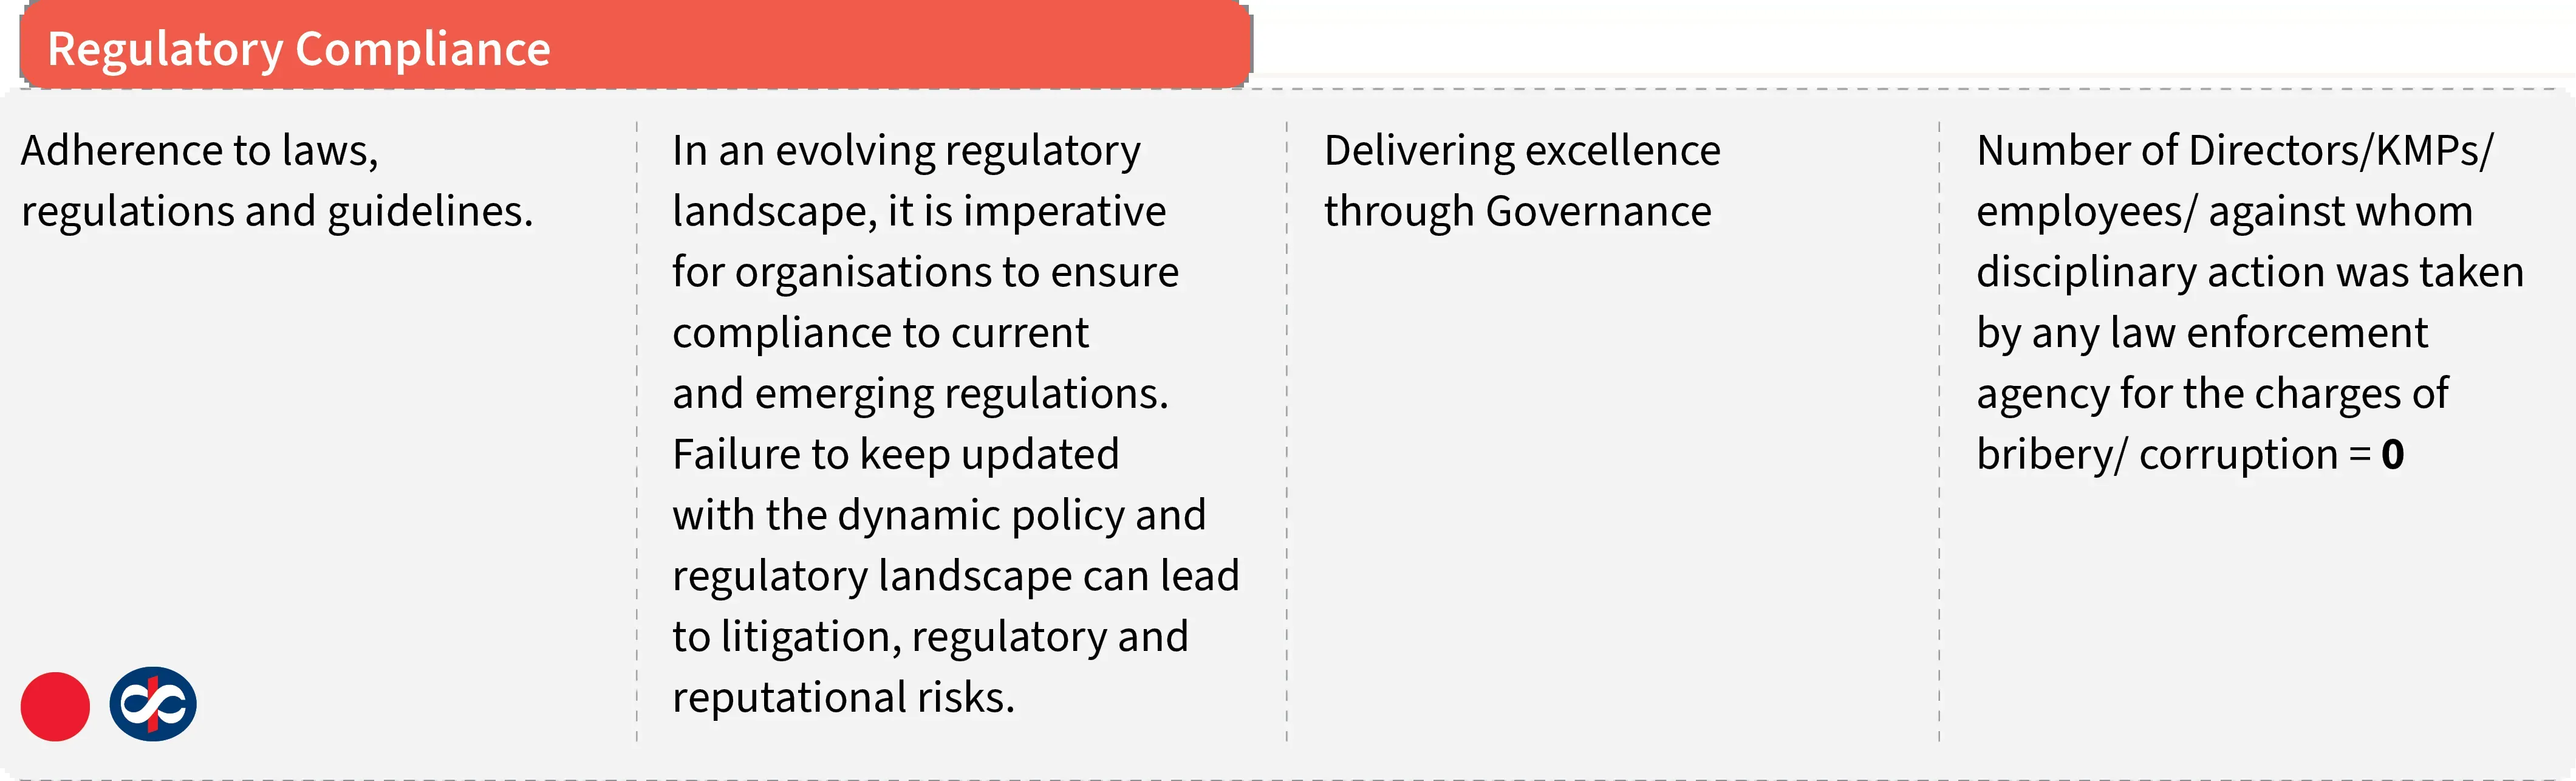 Regulatory Compliance
Adherence to laws,
regulations and guidelines.
In an evolving regulatory
landscape, it is imperative
for organisations to ensure
compliance to current
and emerging regulations.
Failure to keep updated
with the dynamic policy and
regulatory landscape can lead
to litigation, regulatory and
reputational risks.
Delivering excellence
through Governance
Number of Directors/KMPs/
employees/ against whom
disciplinary action was taken
by any law enforcement
agency for the charges of
bribery/ corruption = 0